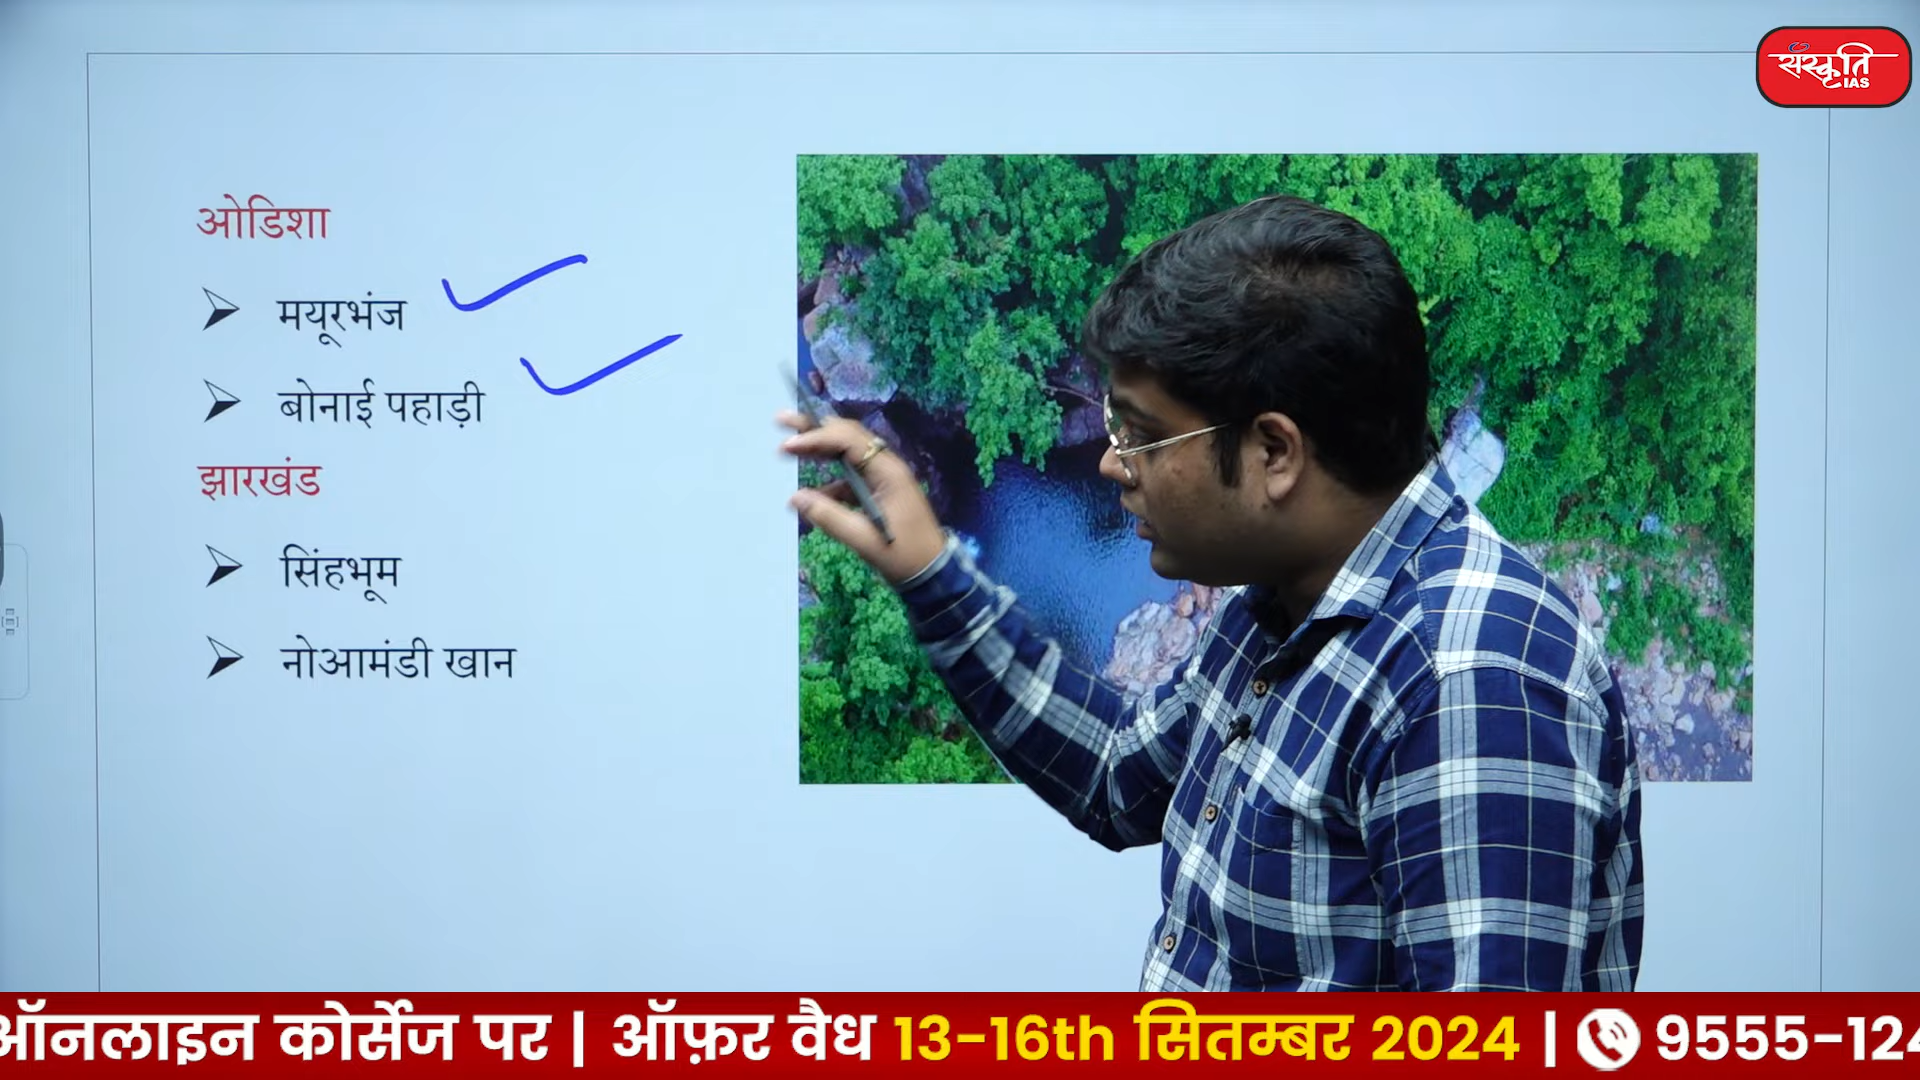 संस्कृति
IAS
ओडिशा
➢ मयूरभंज
➢ बोनाई पहाड़ी
झारखंड
➢ सिंहभूम
➢ नोआमंडी खान
ऑनलाइन कोर्सेज पर | ऑफ़र वैध 13-16th सितम्बर 2024 | 9555-124